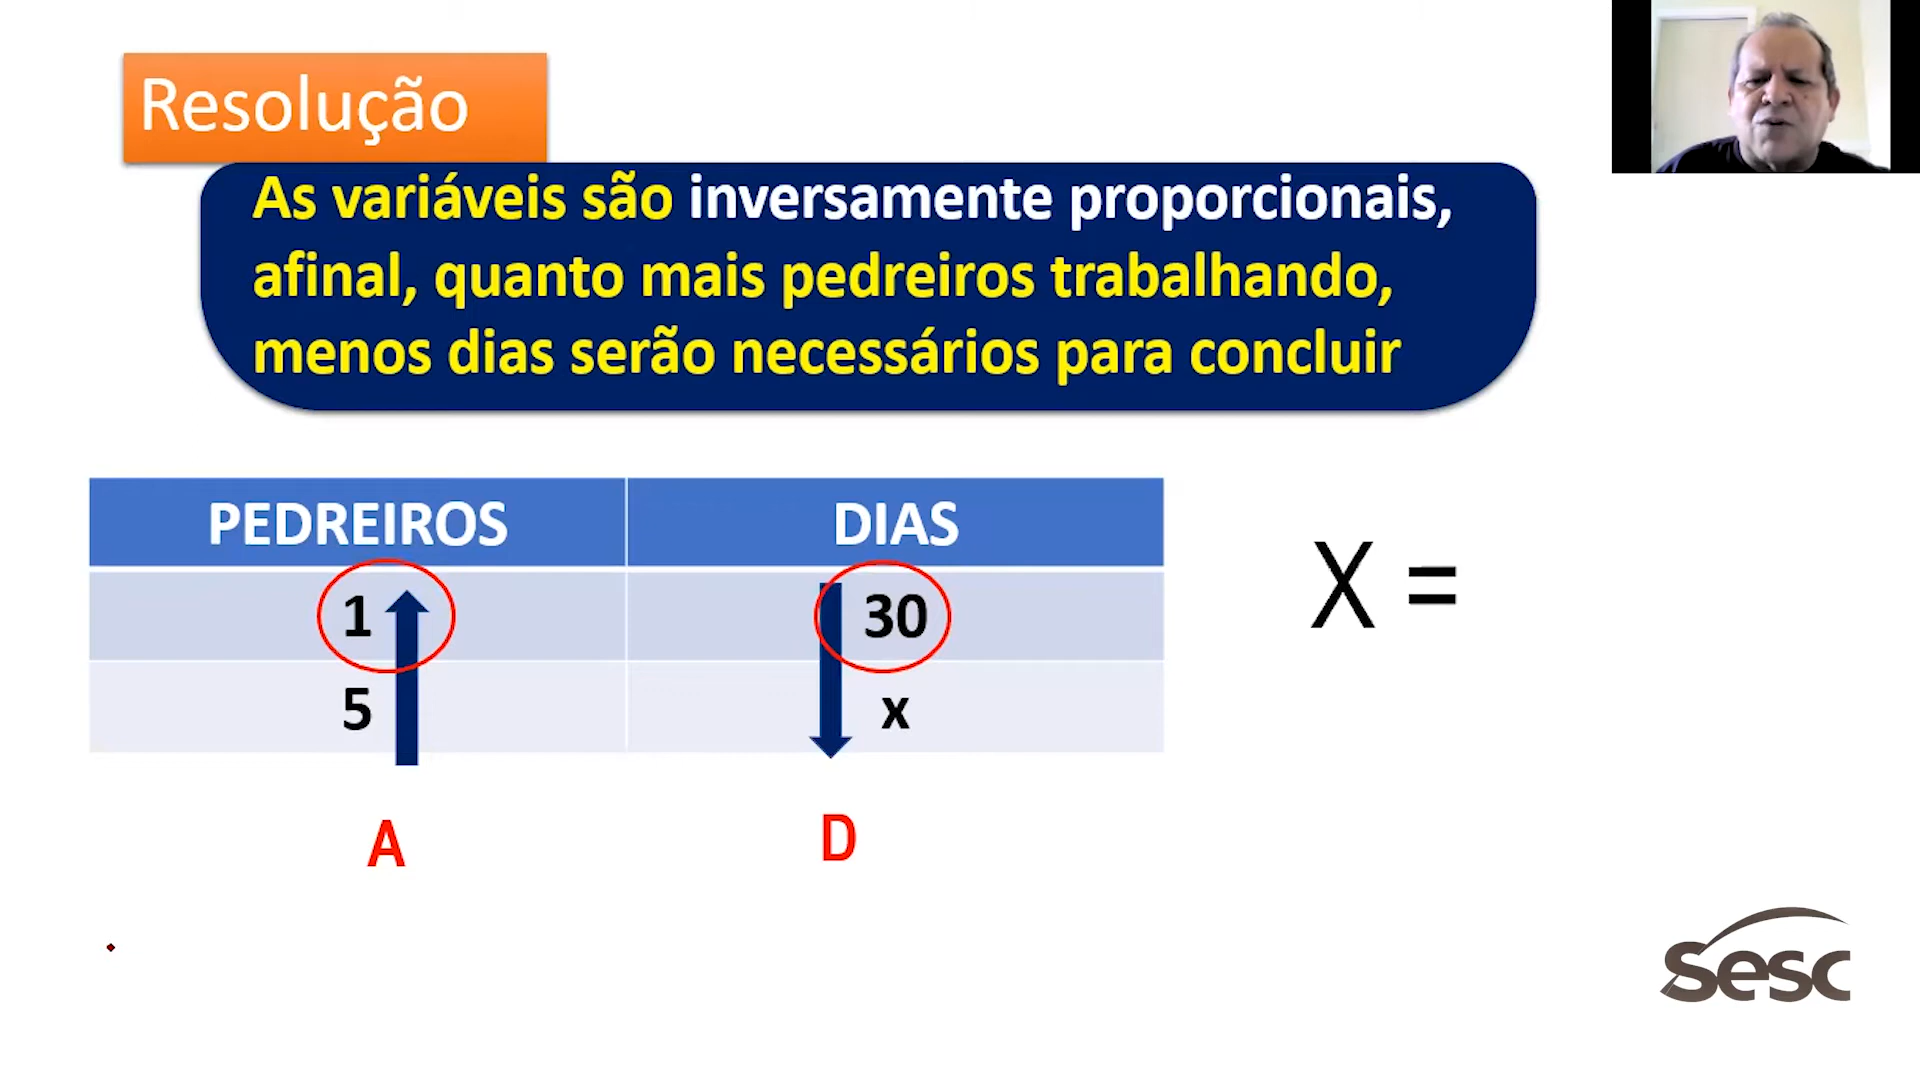 Resolução
As variáveis são inversamente proporcionais,
afinal, quanto mais pedreiros trabalhando,
menos dias serão necessários para concluir
PEDREIROS DIAS
1 30
5 x
X =
A D
Sesc